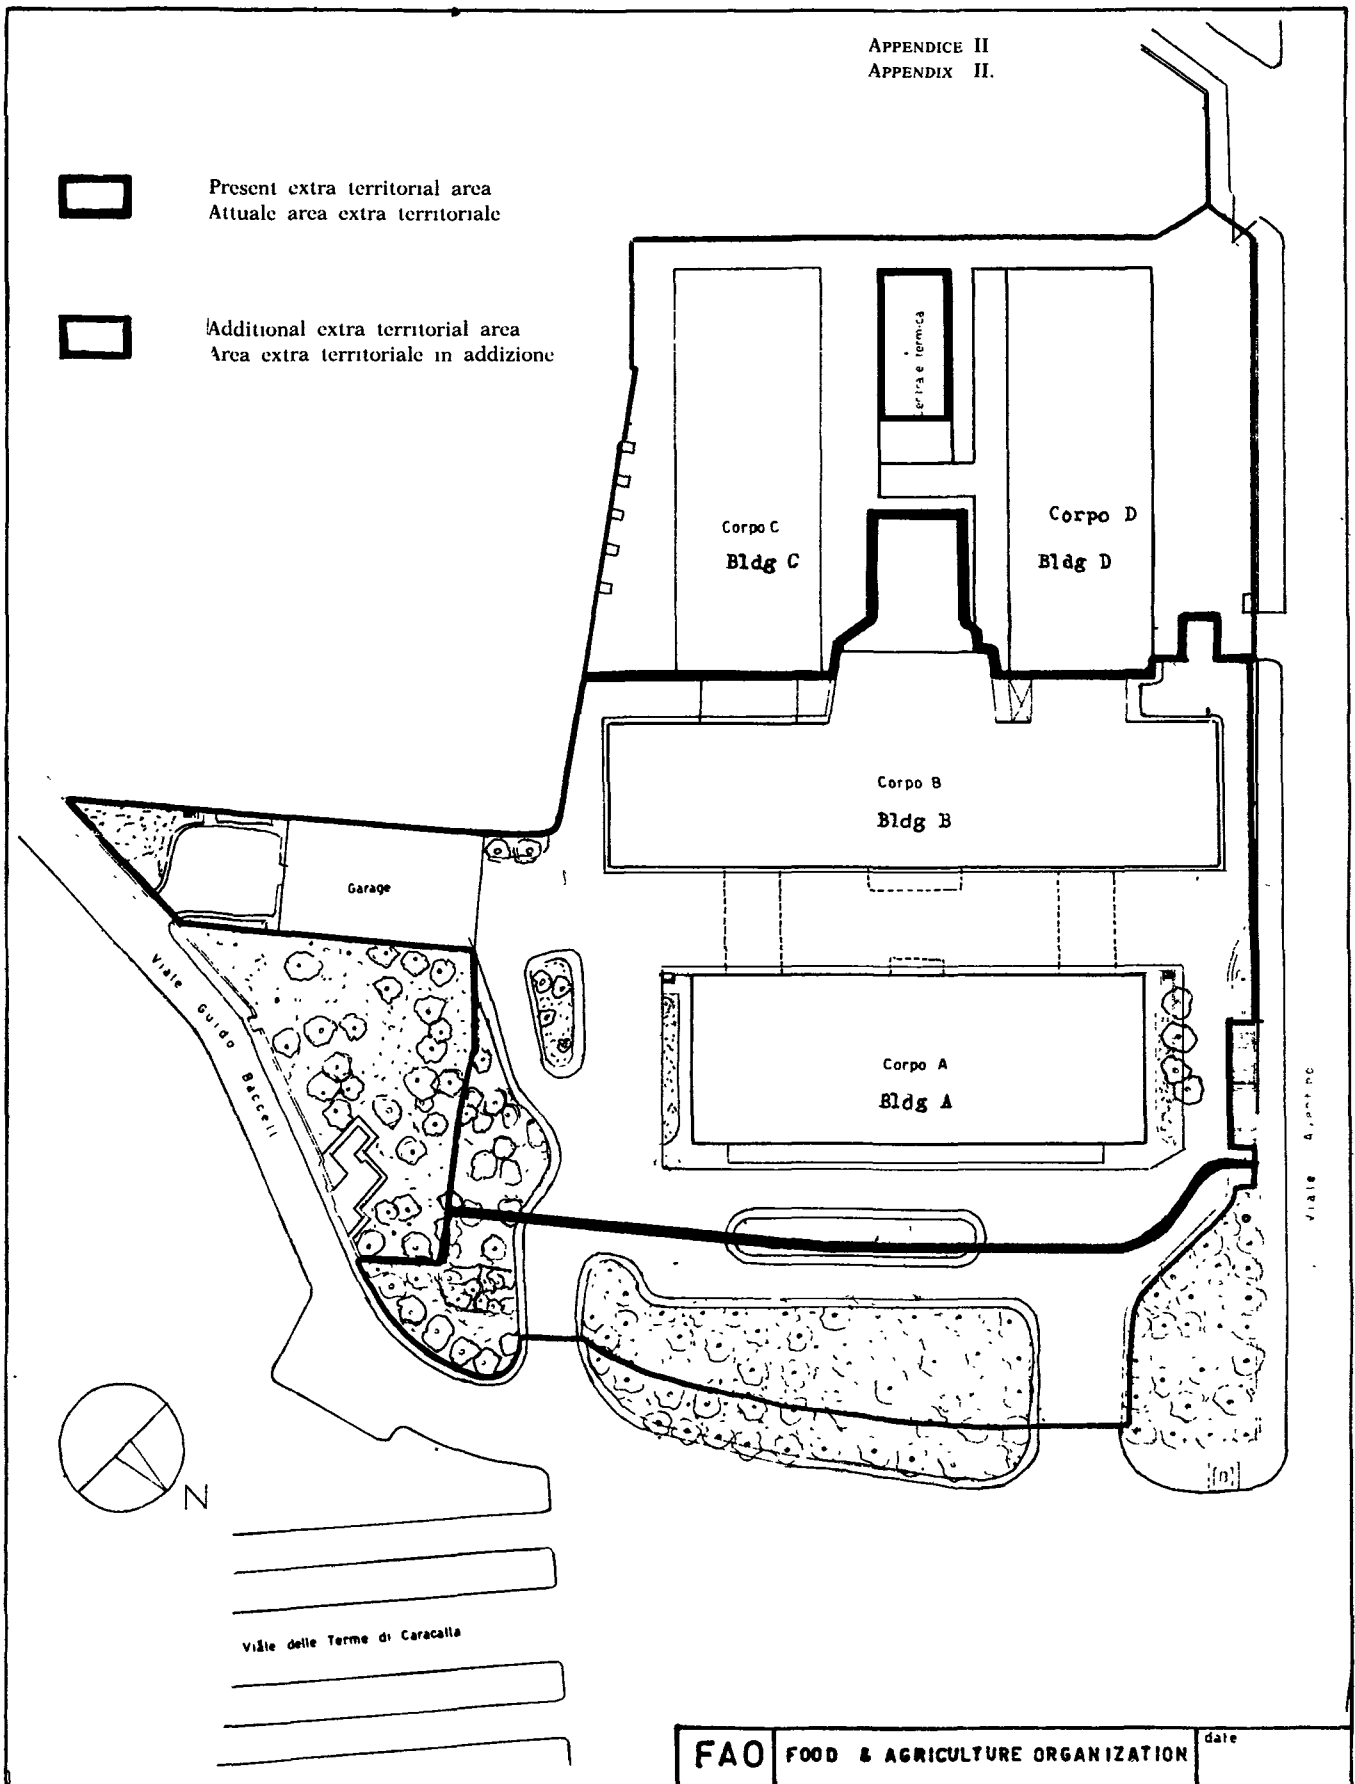 APPENDICE II
APPENDIX II.
Present extra territorial area
Attuale area extra territoriale
Additional extra territorial area
Area extra territoriale in addizione
Corpo C
Bldg C
Corpo D
Bldg D
Corpo B
Bldg B
Garage
Viale Guido Baccelli
Corpo A
Bldg A
Viale
N
Viale delle Terme di Caracalla
FAO
FOOD & AGRICULTURE ORGANIZATION
date